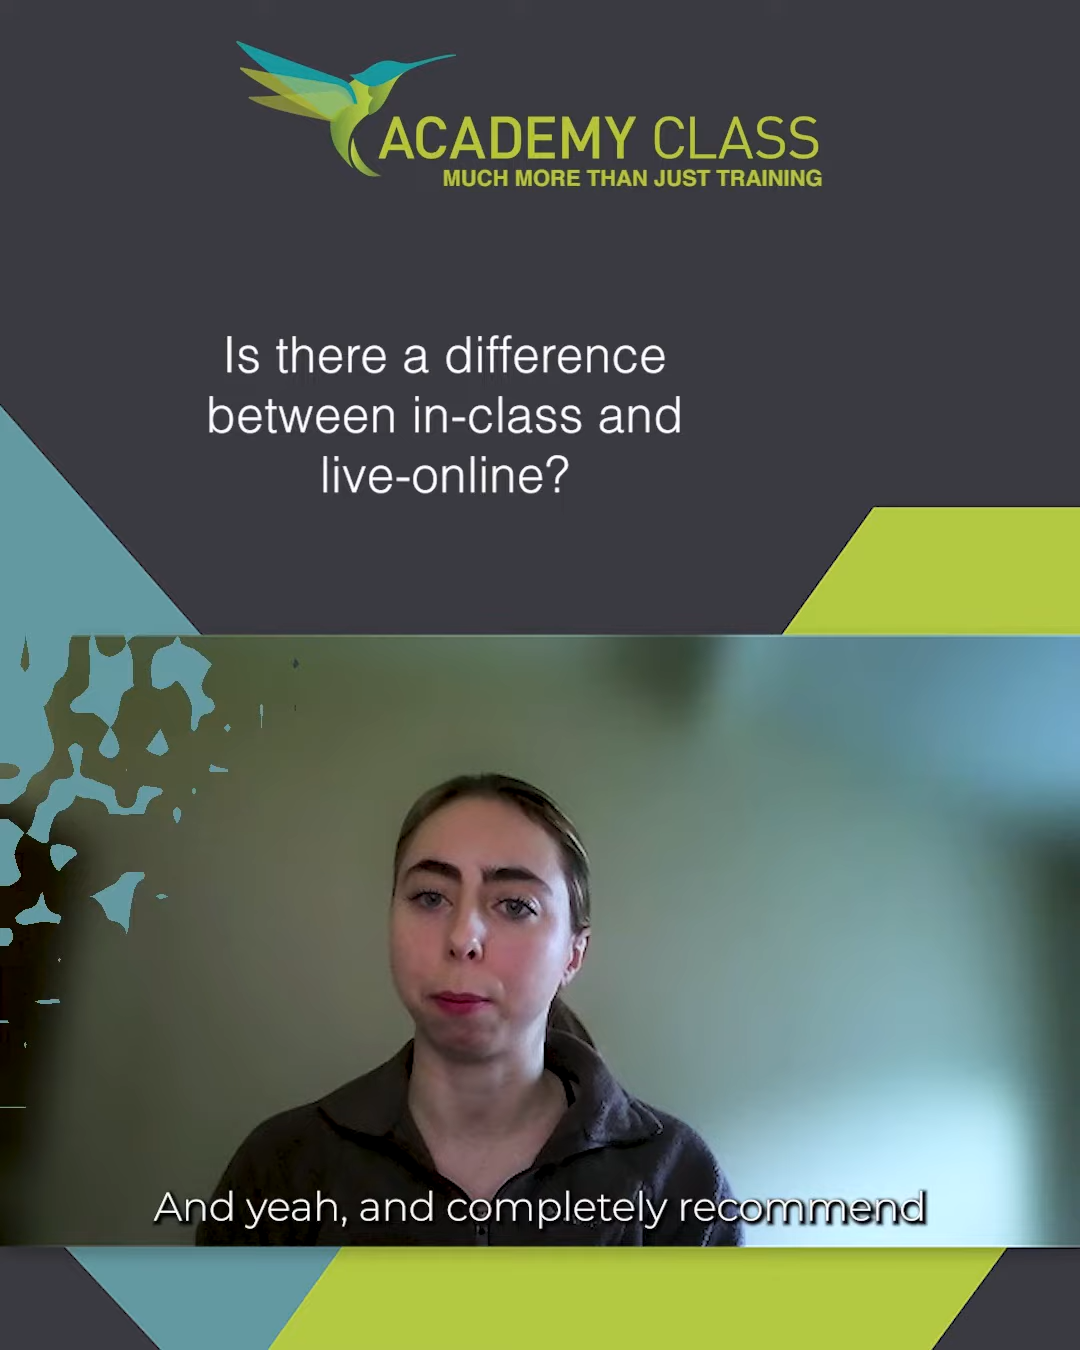 ACADEMY CLASS
MUCH MORE THAN JUST TRAINING
Is there a difference
between in-class and
live-online?
And yeah, and completely recommend